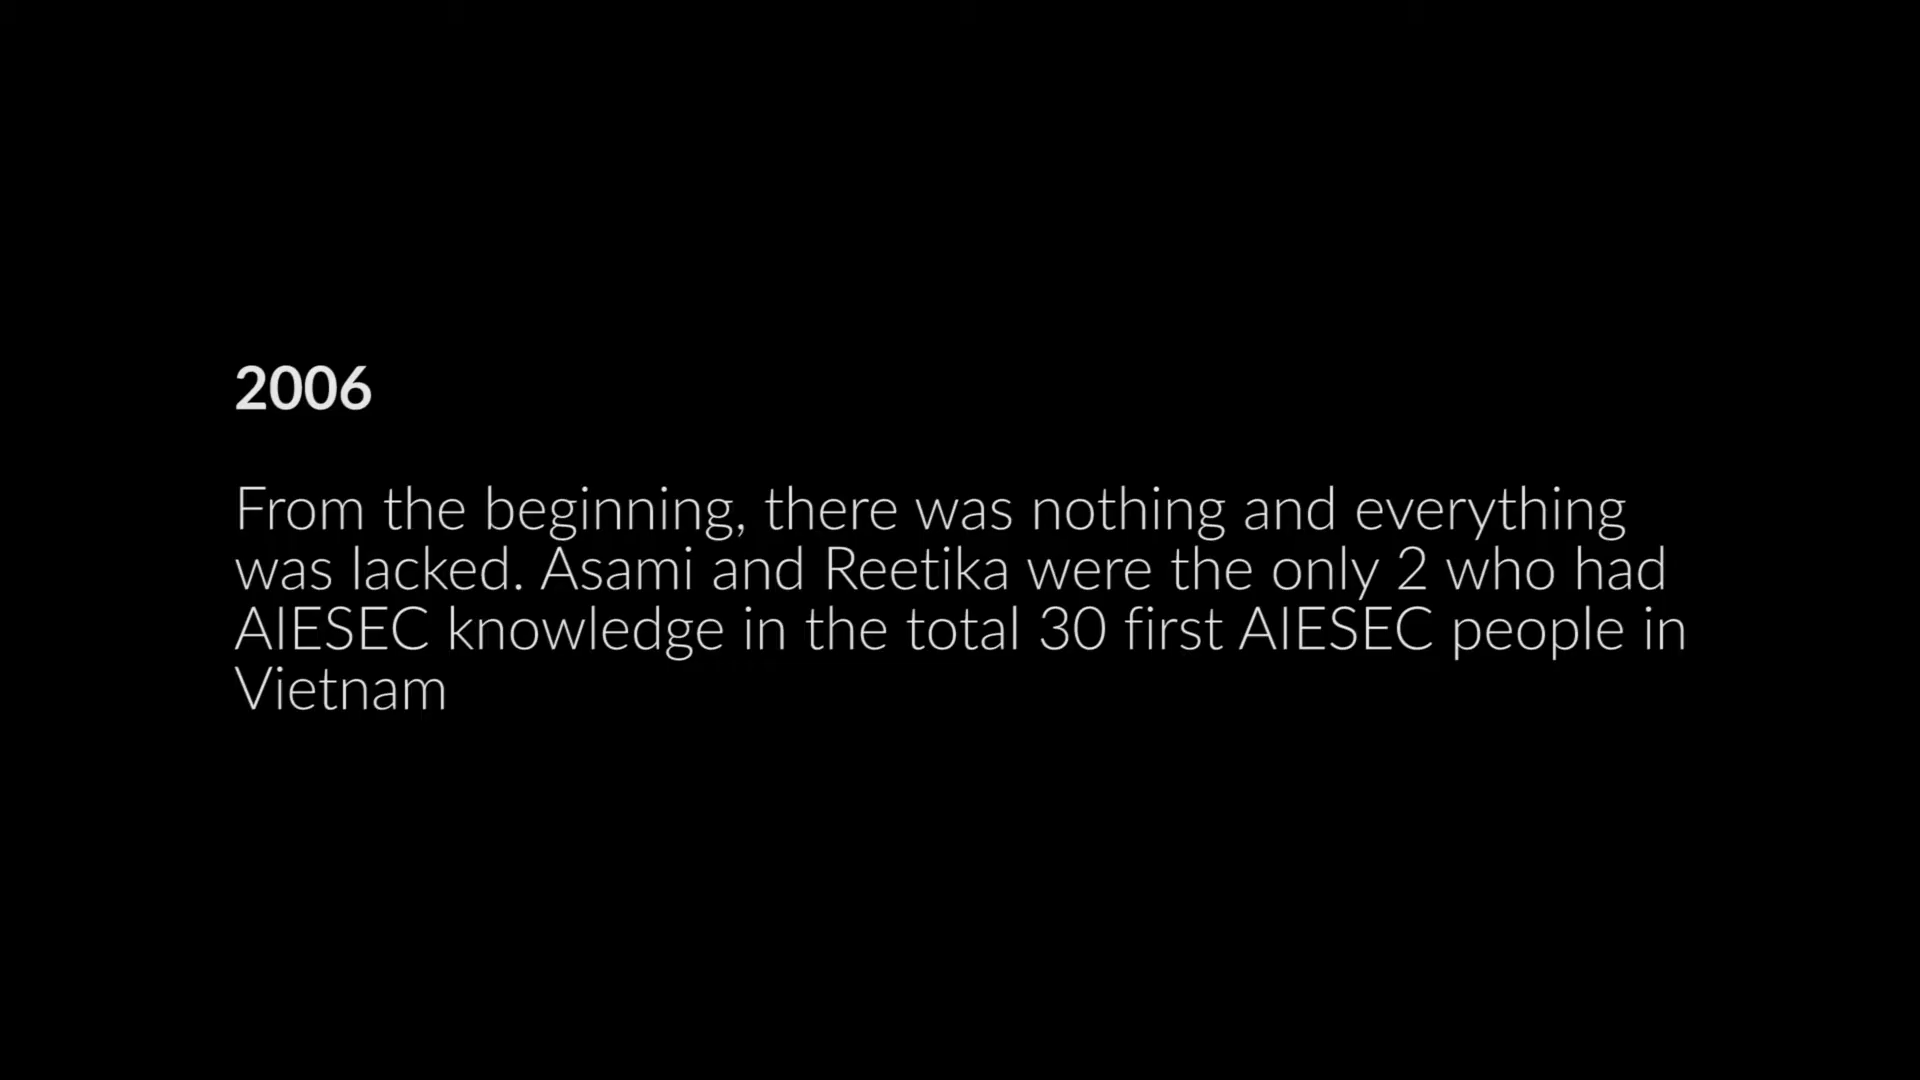 2006
From the beginning, there was nothing and everything
was lacked. Asami and Reetika were the only 2 who had
AIESEC knowledge in the total 30 first AIESEC people in
Vietnam